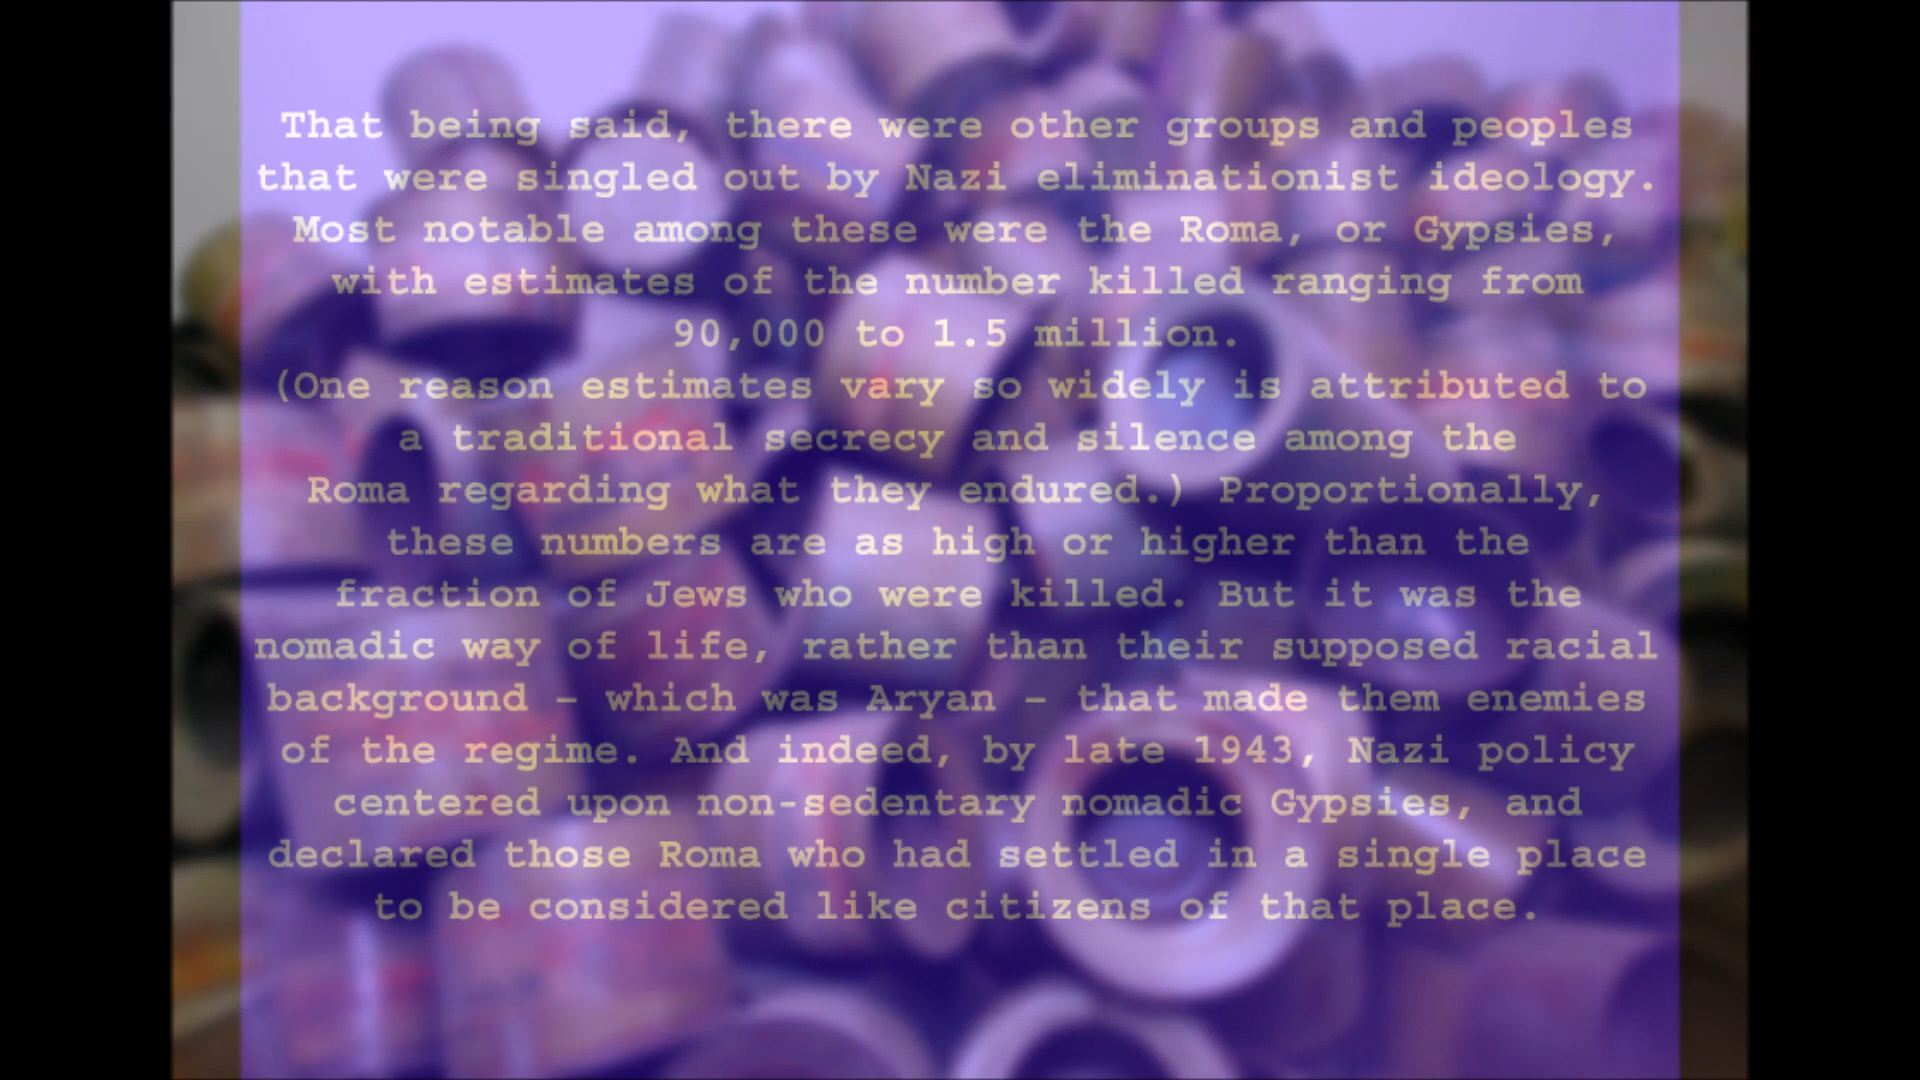 That being said, there were other groups and peoples
that were singled out by Nazi eliminationist ideology.
Most notable among these were the Roma, or Gypsies,
with estimates of the number killed ranging from
90,000 to 1.5 million.
(One reason estimates vary so widely is attributed to
a traditional secrecy and silence among the
Roma regarding what they endured.) Proportionally,
these numbers are as high or higher than the
fraction of Jews who were killed. But it was the
nomadic way of life, rather than their supposed racial
background – which was Aryan – that made them enemies
of the regime. And indeed, by late 1943, Nazi policy
centered upon non-sedentary nomadic Gypsies, and
declared those Roma who had settled in a single place
to be considered like citizens of that place.